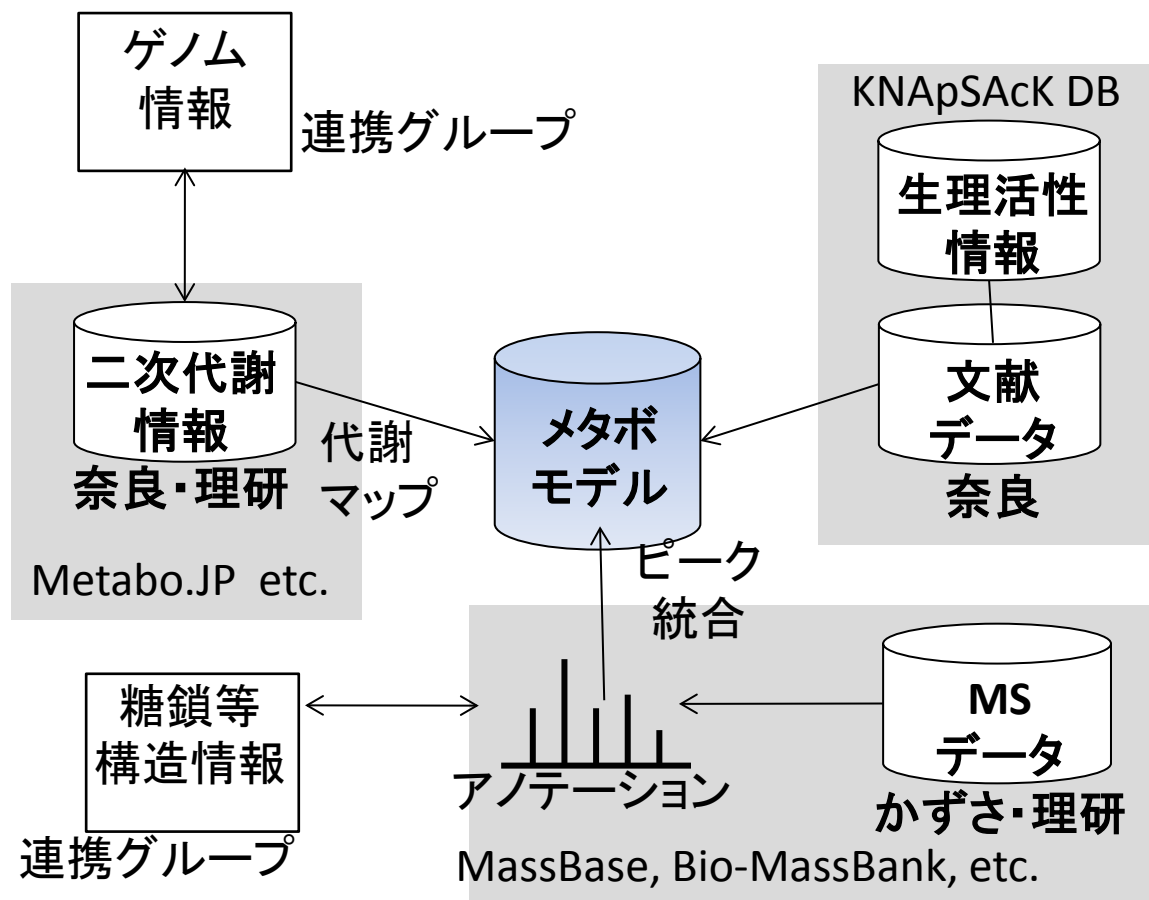 ゲノム
情報
連携グループ
KNApSAcK DB
生理活性
情報
二次代謝
情報
奈良・理研
代謝
マップ
Metabo.JP etc.
メタボ
モデル
文献
データ
奈良
ピーク
統合
糖鎖等
構造情報
連携グループ
アノテーション
MS
データ
かずさ・理研
MassBase, Bio-MassBank, etc.